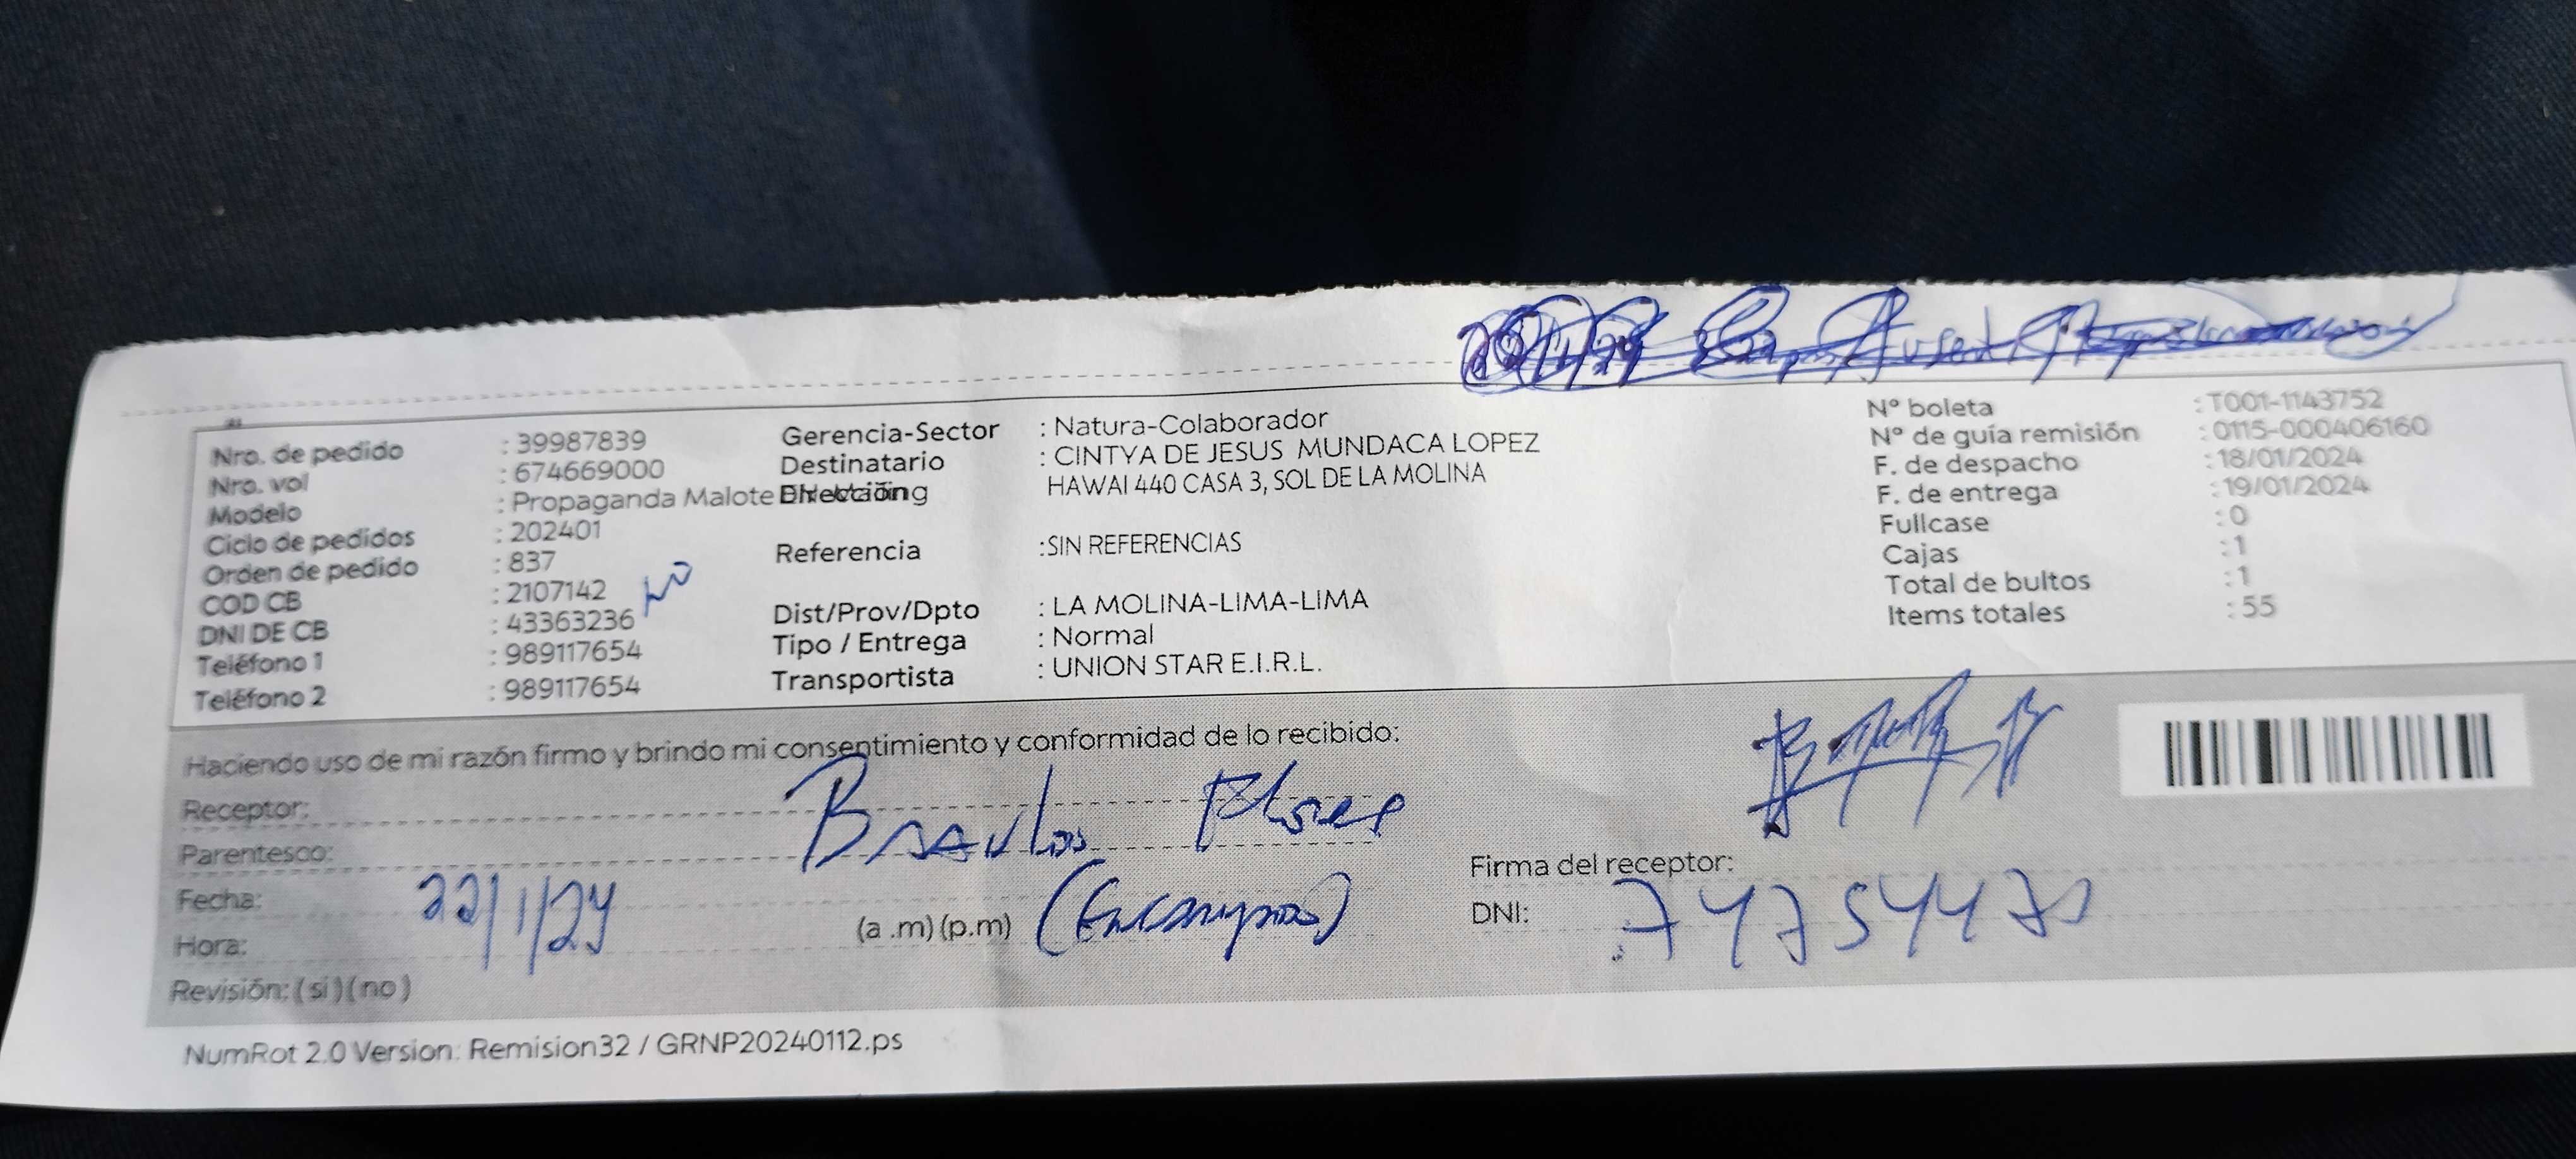 Nro. de pedido : 39987839
Nro. vol : 674669000
Modelo : Propaganda Malote
Ciclo de pedidos : 202401
Orden de pedido : 837
COD CB : 2107142
DNI DE CB : 43363236
Teléfono 1 : 989117654
Teléfono 2 : 989117654
Gerencia-Sector : Natura-Colaborador
Destinatario : CINTYA DE JESUS MUNDACA LOPEZ
Dirección HAWAI 440 CASA 3, SOL DE LA MOLINA
Referencia :SIN REFERENCIAS
Dist/Prov/Dpto : LA MOLINA-LIMA-LIMA
Tipo / Entrega : Normal
Transportista : UNION STAR E.I.R.L.
N° boleta : T001-1143752
N° de guía remisión : 0115-000406160
F. de despacho : 18/01/2024
F. de entrega : 19/01/2024
Fullcase : 0
Cajas : 1
Total de bultos : 1
Items totales : 55
Haciendo uso de mi razón firmo y brindo mi consentimiento y conformidad de lo recibido:
Receptor: Flores
Parentesco:
Fecha: 22/1/24
Hora: (a .m) (p.m)
Revisión: (si) (no)
Firma del receptor:
DNI:
NumRot 2.0 Version: Remision32 / GRNP20240112.ps